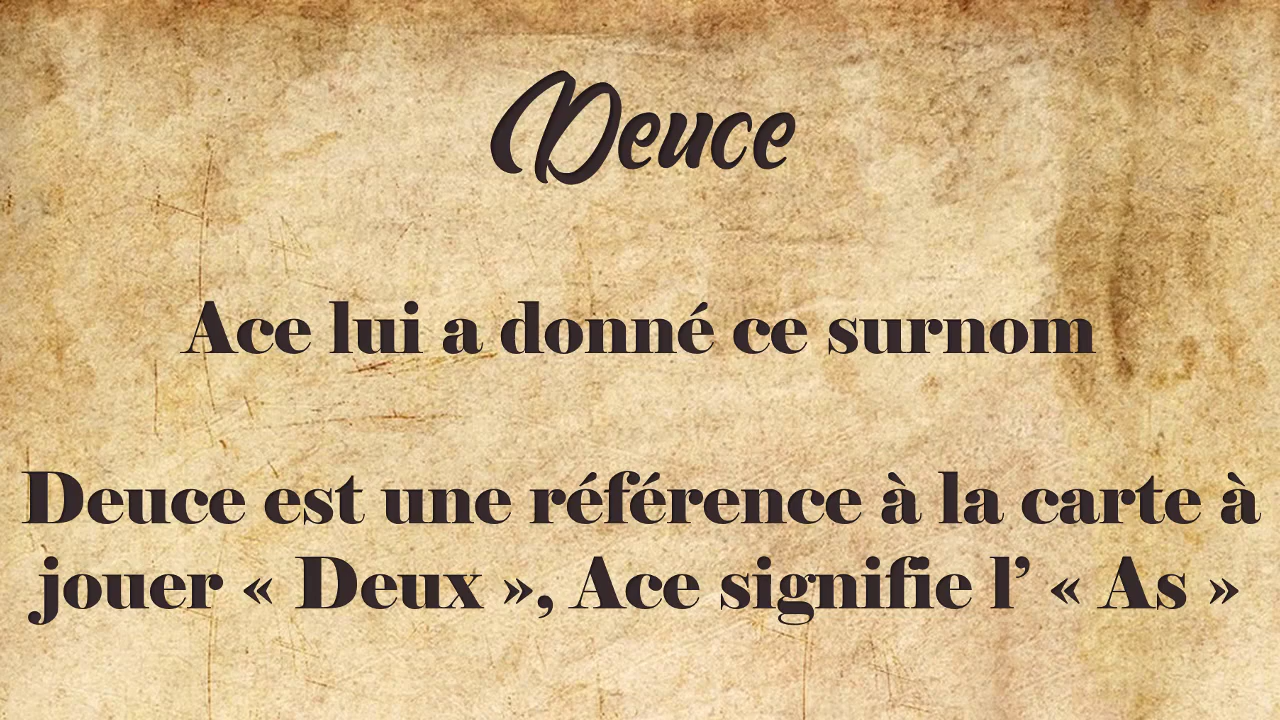 Deuce
Ace lui a donné ce surnom
Deuce est une référence à la carte à
jouer « Deux », Ace signifie l’ « As »